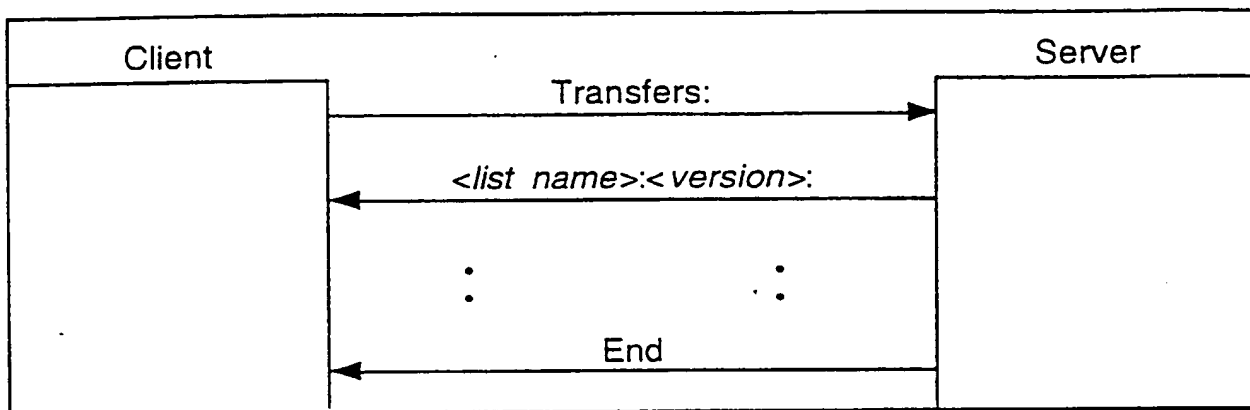 Client
Server
Transfers:
<list name>:<version>:
: :
End